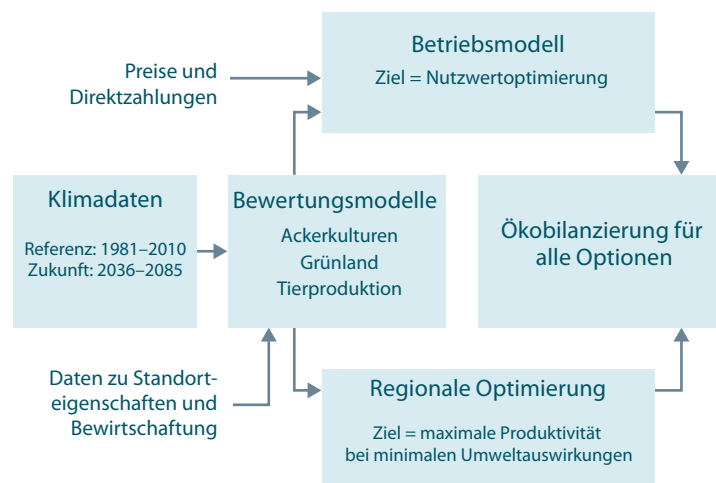 Betriebsmodell
Ziel = Nutzwertoptimierung
Preise und
Direktzahlungen
Klimadaten
Referenz: 1981–2010
Zukunft: 2036–2085
Bewertungsmodelle
Ackerkulturen
Grünland
Tierproduktion
Ökobilanzierung für
alle Optionen
Daten zu Standort-
eigenschaften und
Bewirtschaftung
Regionale Optimierung
Ziel = maximale Produktivität
bei minimalen Umweltauswirkungen